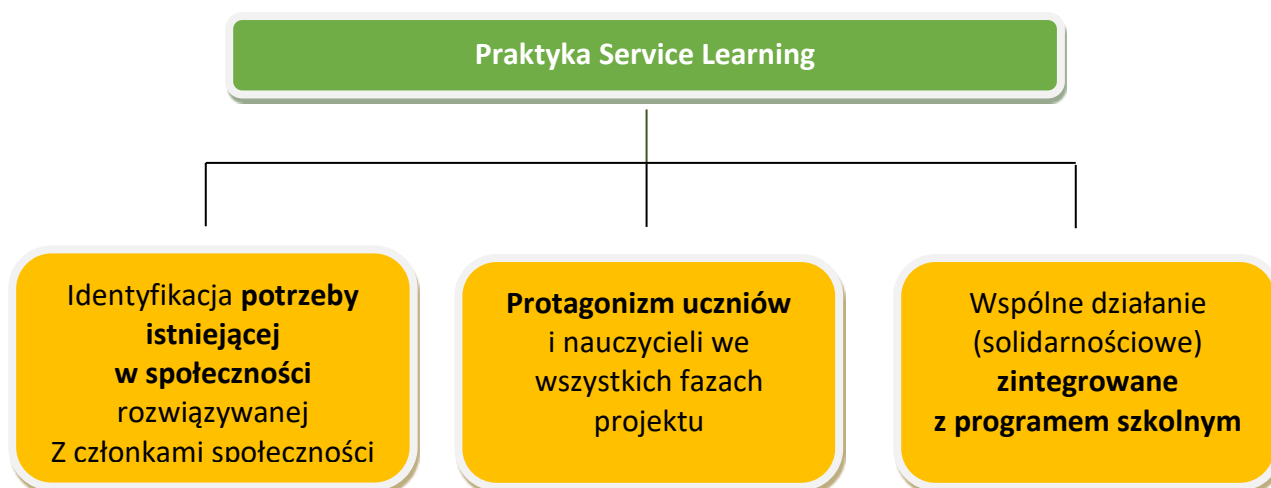 Praktyka Service Learning
Identyfikacja potrzeby
istniejącej
w społeczności
rozwiązywanej
Z członkami społeczności
Protagonizm uczniów
i nauczycieli we
wszystkich fazach
projektu
Wspólne działanie
(solidarnościowe)
zintegrowane
z programem szkolnym